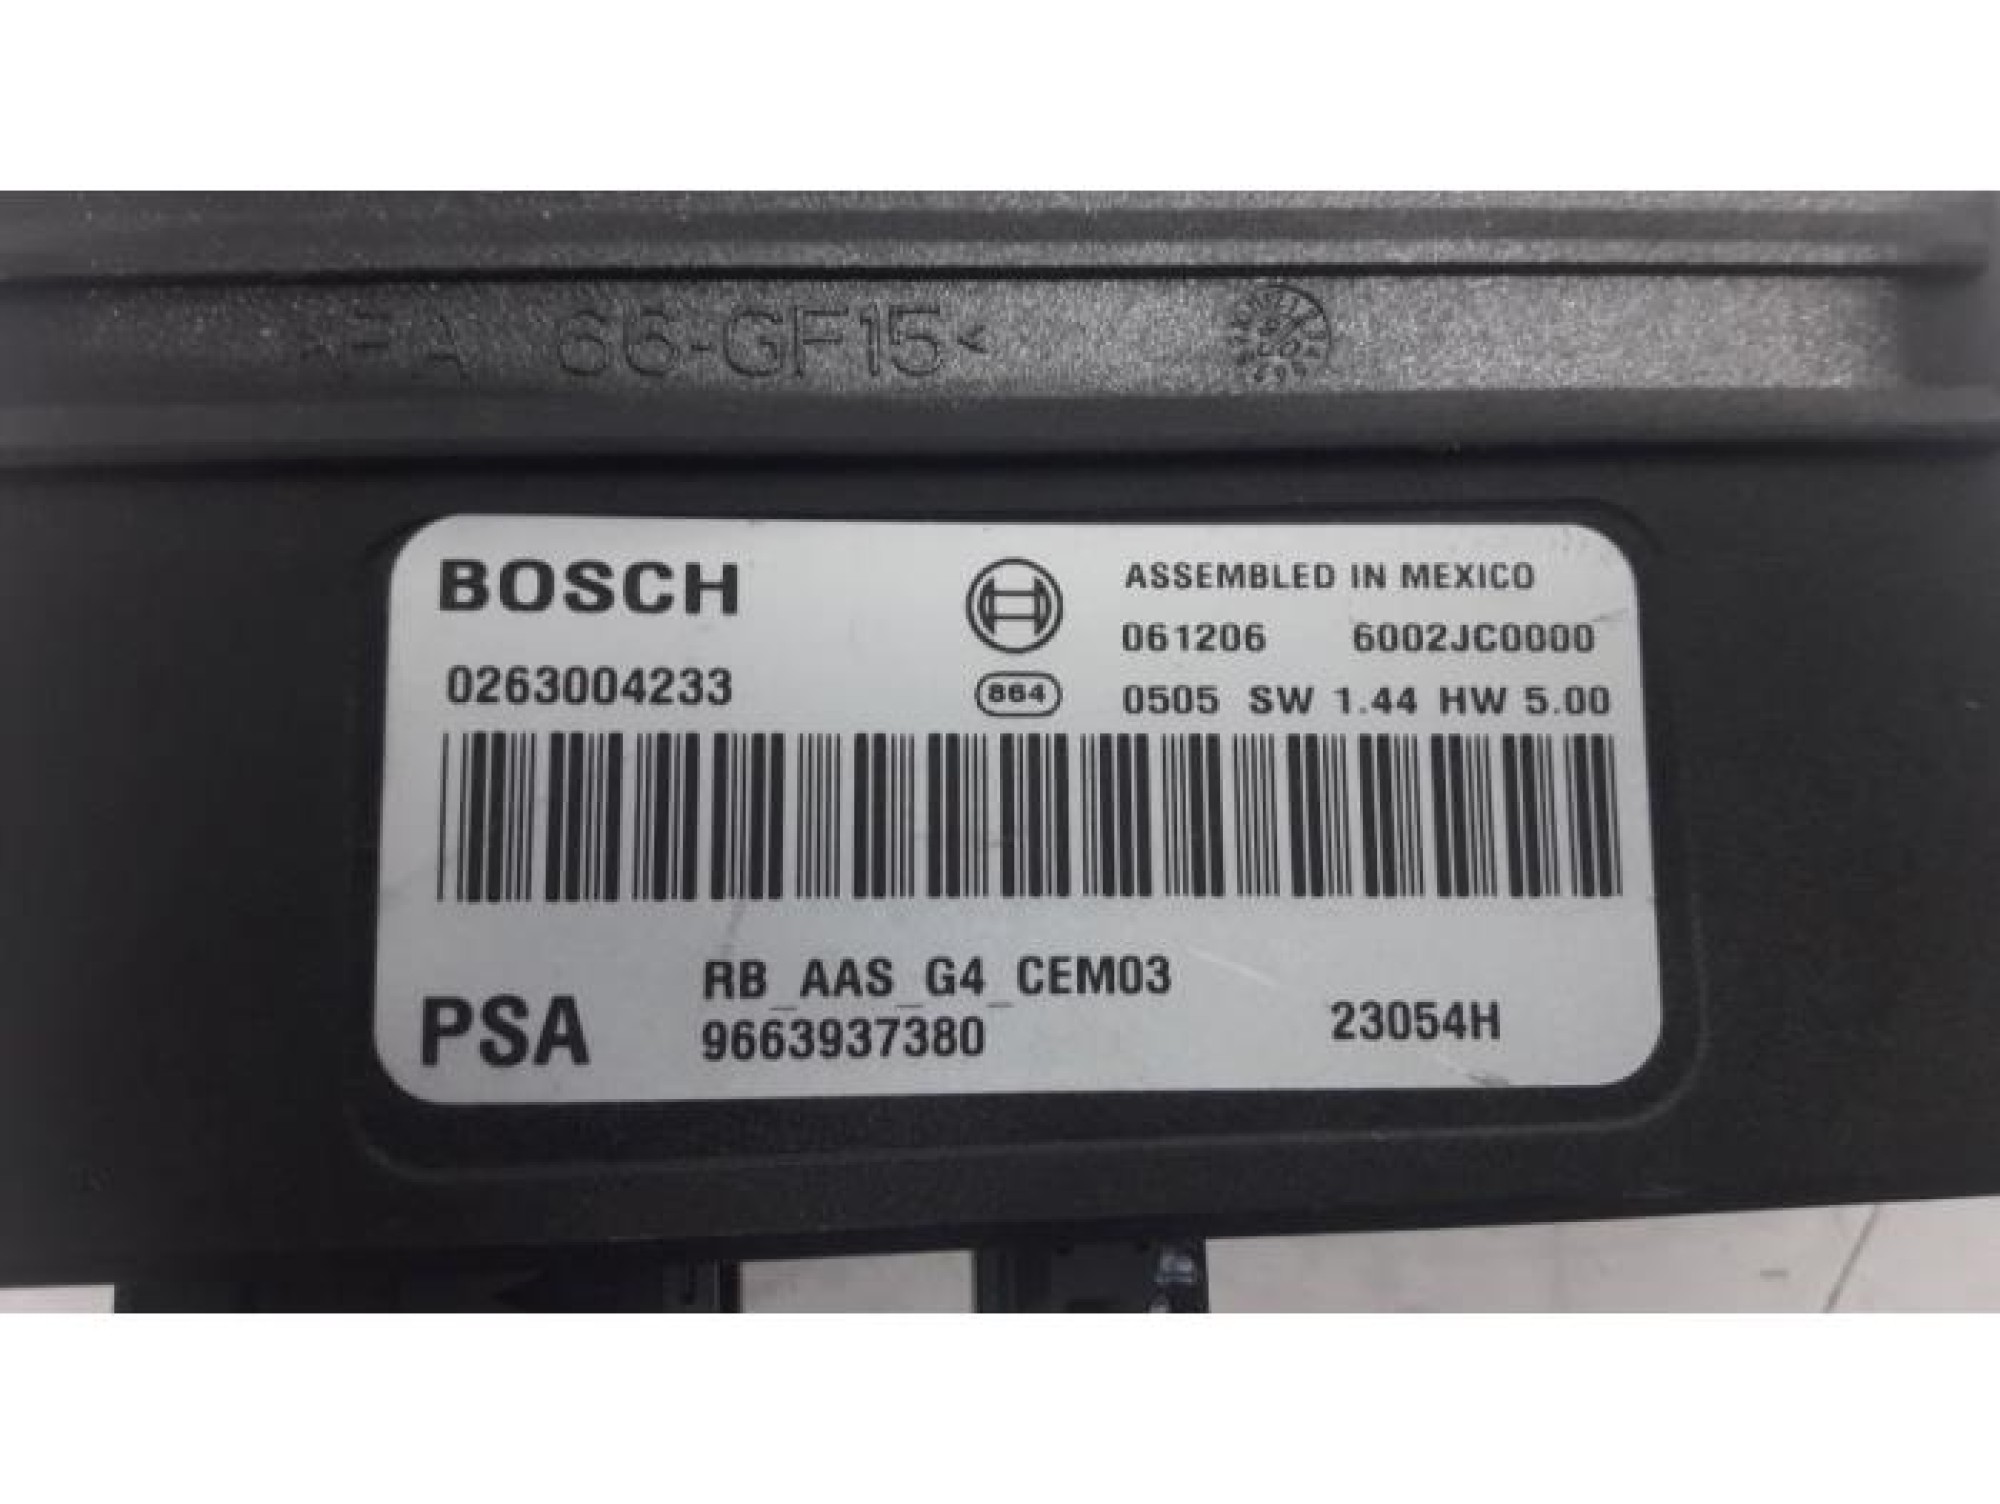 66-GF15<
BOSCH
ASSEMBLED IN MEXICO
061206 6002JC0000
0263004233
864
0505 SW 1.44 HW 5.00
RB_AAS_G4_CEM03
PSA
9663937380
23054H